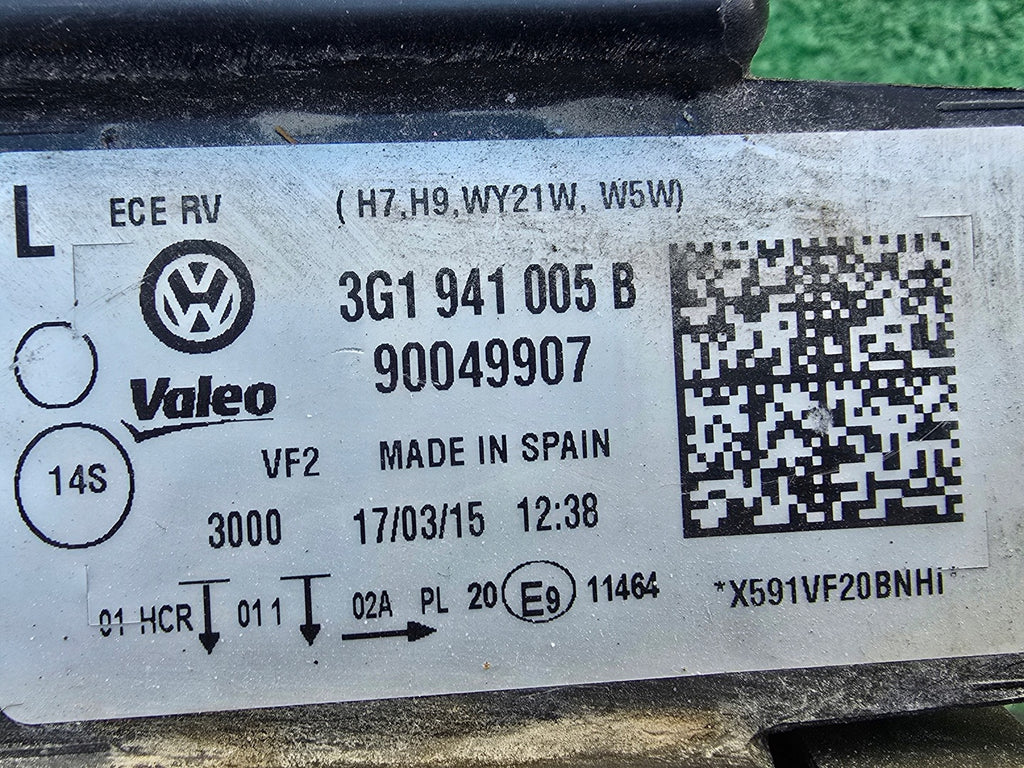 L
ECE RV (H7,H9,WY21W, W5W)
3G1 941 005 B
90049907
Valeo
14S
VF2 MADE IN SPAIN
3000 17/03/15 12:38
01 HCR 011 02A PL 20 E9 11464
*X591VF20BNHi*